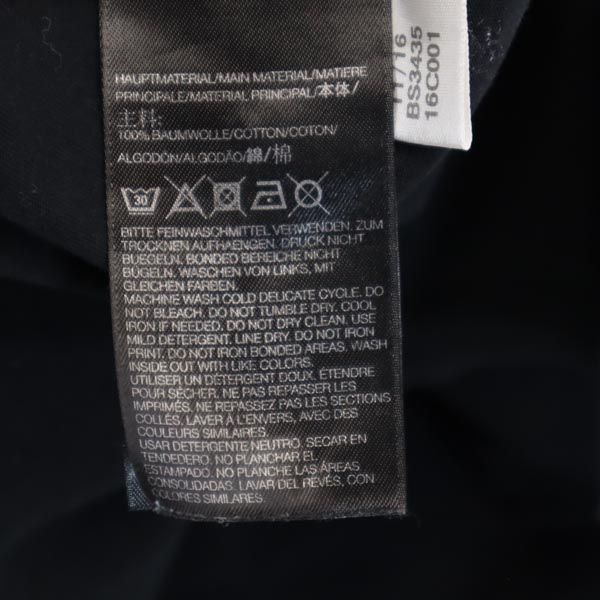 HAUPTMATERIAL/MAIN MATERIAL/MATIERE
PRINCIPALE/MATERIAL PRINCIPAL/本体/
主料:
100% BAUMWOLLE/COTTON/COTON/
ALGODÓN/ALGODÃO/綿/棉
30
BITTE FEINWASCHMITTEL VERWENDEN. ZUM
TROCKNEN AUFHAENGEN. DRUCK NICHT
BUEGELN. BONDED BEREICHE NICHT
BÜGELN. WASCHEN VON LINKS, MIT
GLEICHEN FARBEN.
MACHINE WASH COLD DELICATE CYCLE. DO
NOT BLEACH. DO NOT TUMBLE DRY. COOL
IRON IF NEEDED. DO NOT DRY CLEAN. USE
MILD DETERGENT. LINE DRY. DO NOT IRON
PRINT. DO NOT IRON BONDED AREAS. WASH
INSIDE OUT WITH LIKE COLORS.
UTILISER UN DETERGENT DOUX. ÉTENDRE
POUR SÉCHER. NE PAS REPASSER LES
IMPRIMÉS. NE REPASSEZ PAS LES SECTIONS
COLLÉS. LAVER À L'ENVERS, AVEC DES
COULEURS SIMILAIRES.
USAR DETERGENTE NEUTRO. SECAR EN
TENDEDERO. NO PLANCHE EL
ESTAMPADO. NO PLANCHE LAS ÁREAS
CONSOLIDADAS. LAVAR DEL REVÉS, CON
COLORES SIMILARES.
11/16
BS3435
16C001